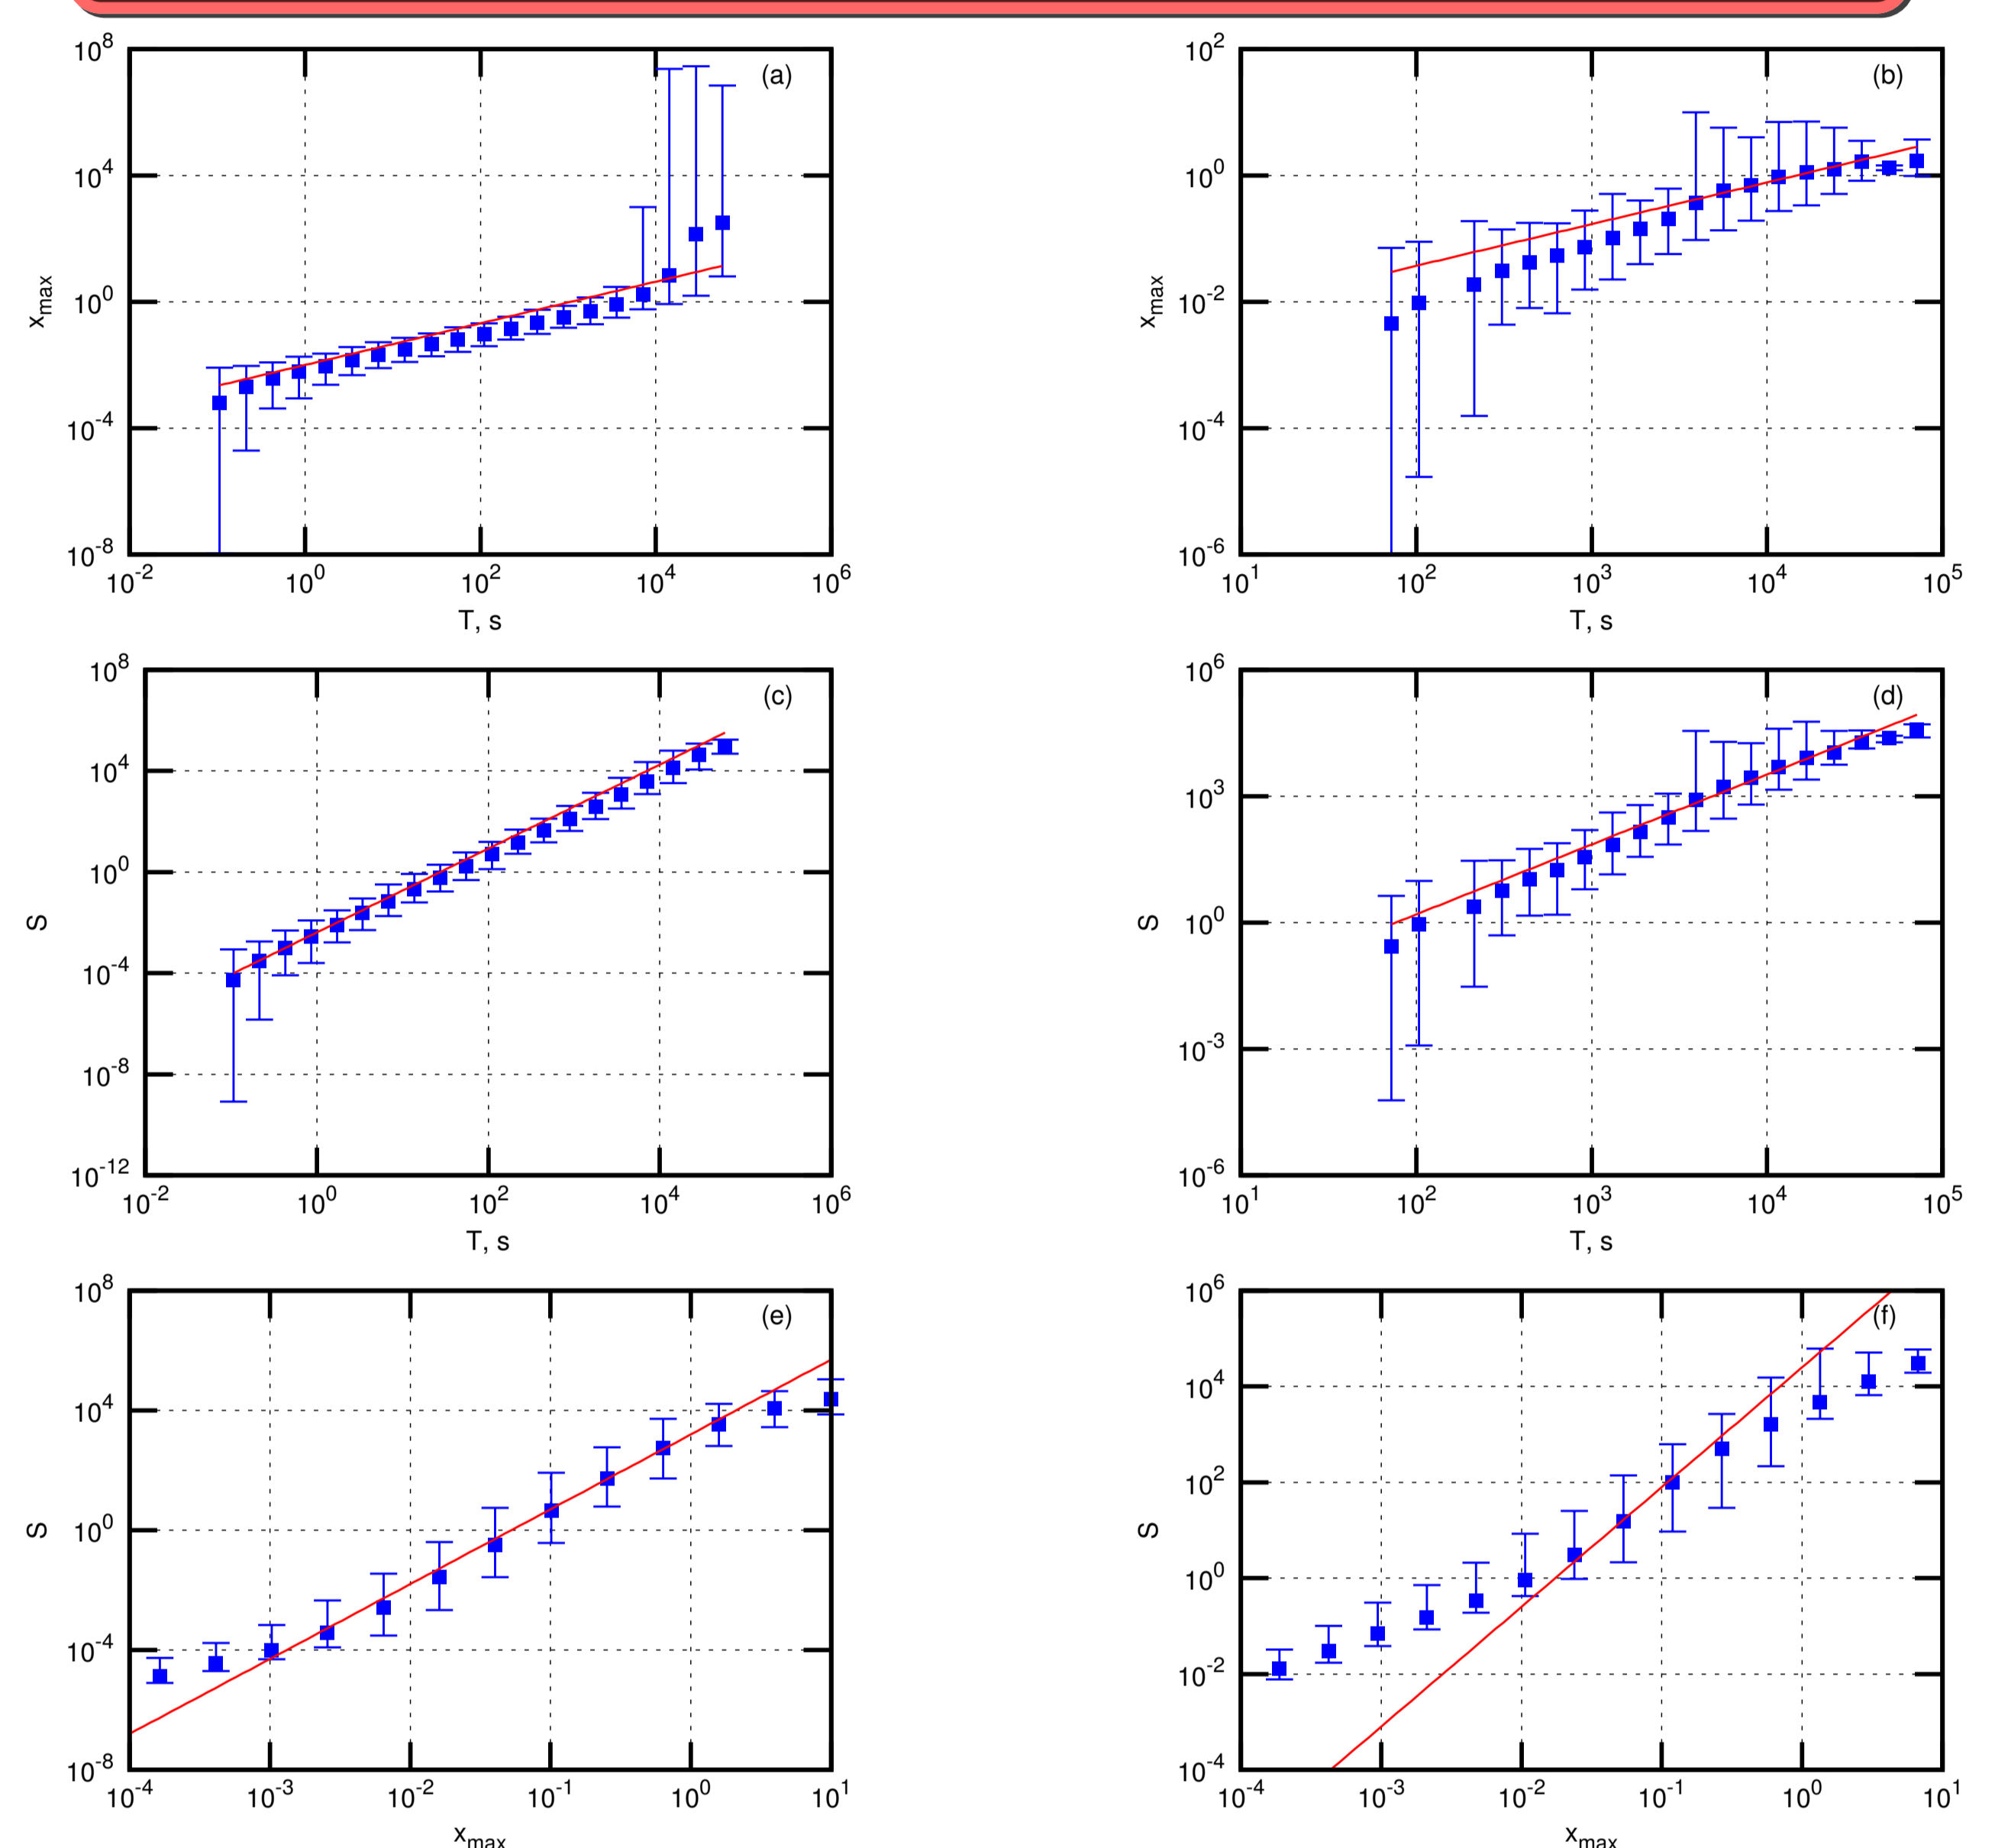 (a)
10^8
10^4
10^0
10^-4
10^-8
x_max
10^-2 10^0 10^2 10^4 10^6
T, s
(b)
10^2
10^0
10^-2
10^-4
10^-6
x_max
10^1 10^2 10^3 10^4 10^5
T, s
(c)
10^8
10^4
10^0
10^-4
10^-8
10^-12
S
10^-2 10^0 10^2 10^4 10^6
T, s
(d)
10^6
10^3
10^0
10^-3
10^-6
S
10^1 10^2 10^3 10^4 10^5
T, s
(e)
10^8
10^4
10^0
10^-4
10^-8
S
10^-4 10^-3 10^-2 10^-1 10^0 10^1
x_max
(f)
10^6
10^4
10^2
10^0
10^-2
10^-4
S
10^-4 10^-3 10^-2 10^-1 10^0 10^1
x_max